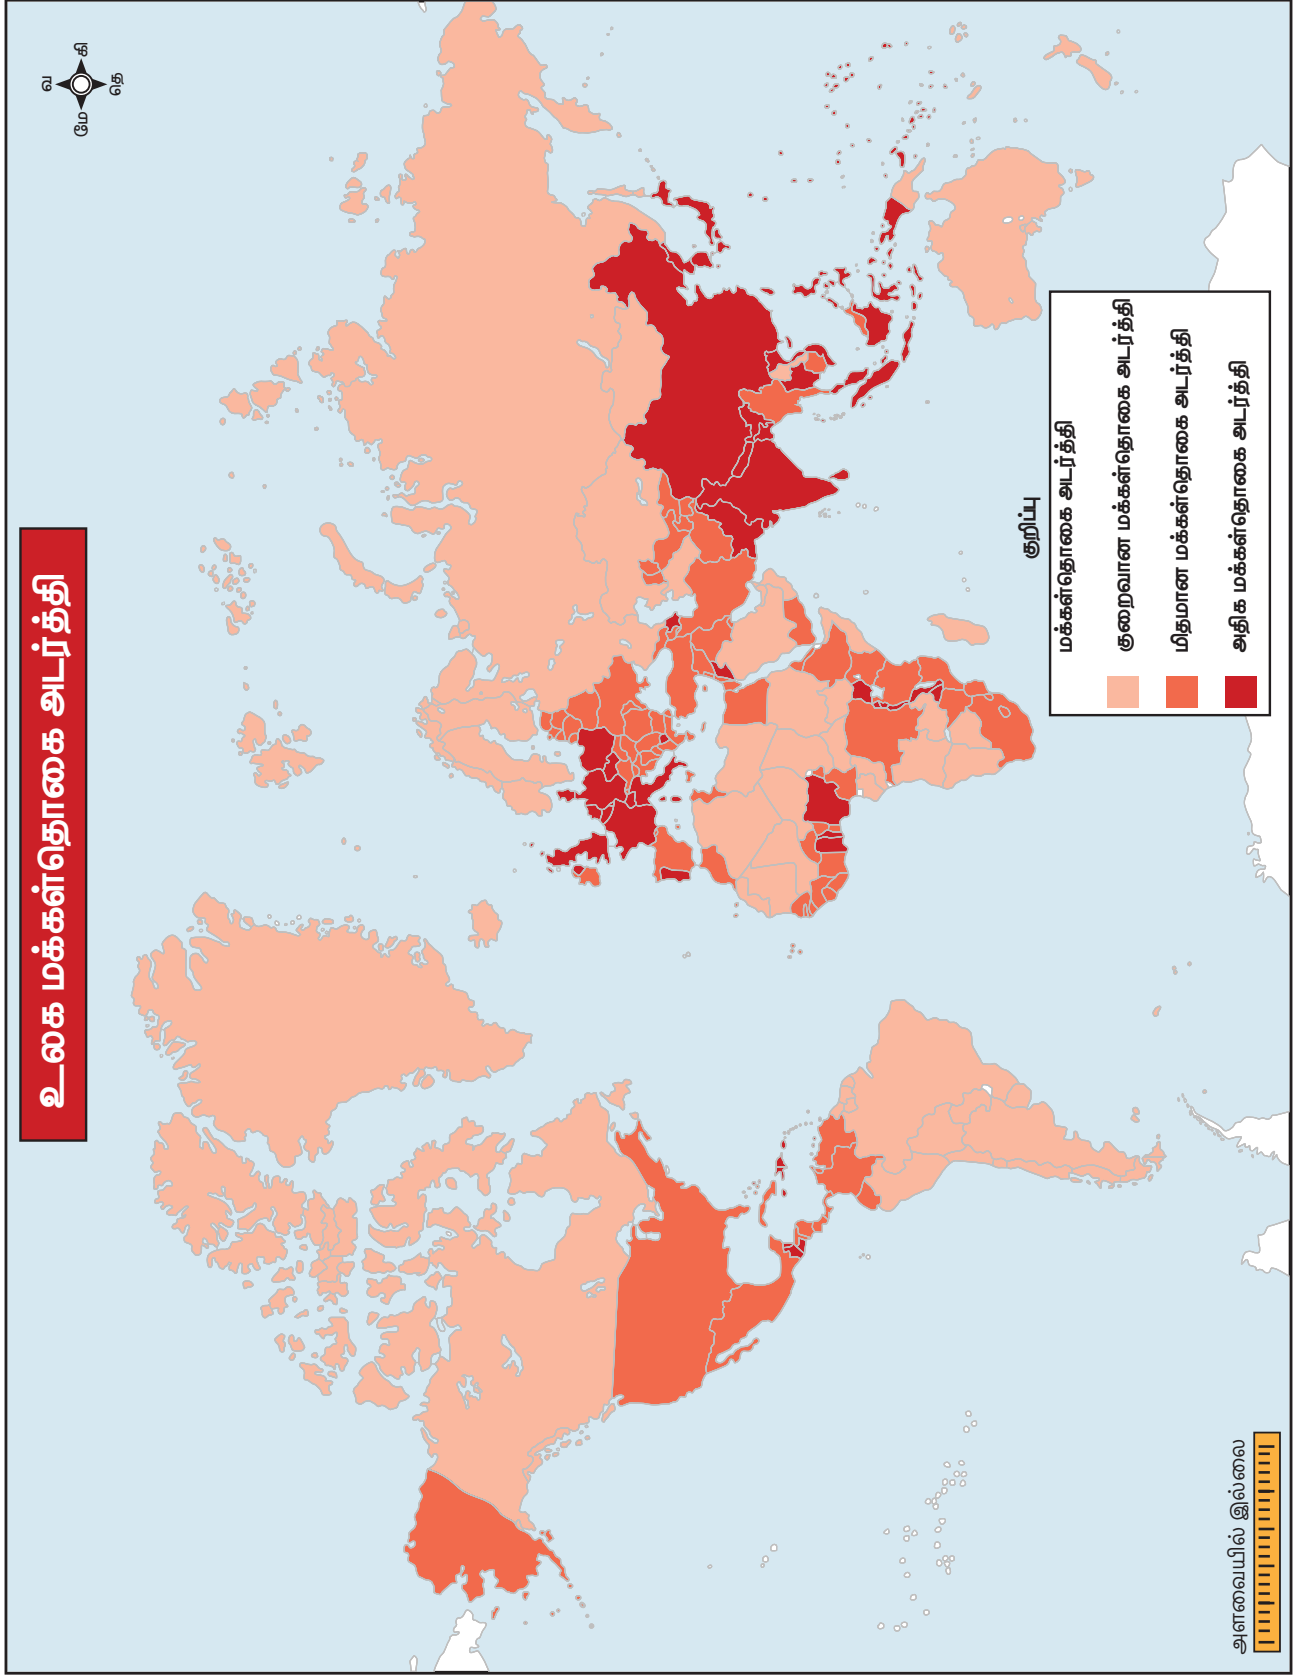 உலக மக்கள்தொகை அடர்த்தி
வ
மே
கி
தெ
குறிப்பு
மக்கள்தொகை அடர்த்தி
குறைவான மக்கள்தொகை அடர்த்தி
மிதமான மக்கள்தொகை அடர்த்தி
அதிக மக்கள்தொகை அடர்த்தி
அளவையில் இல்லை